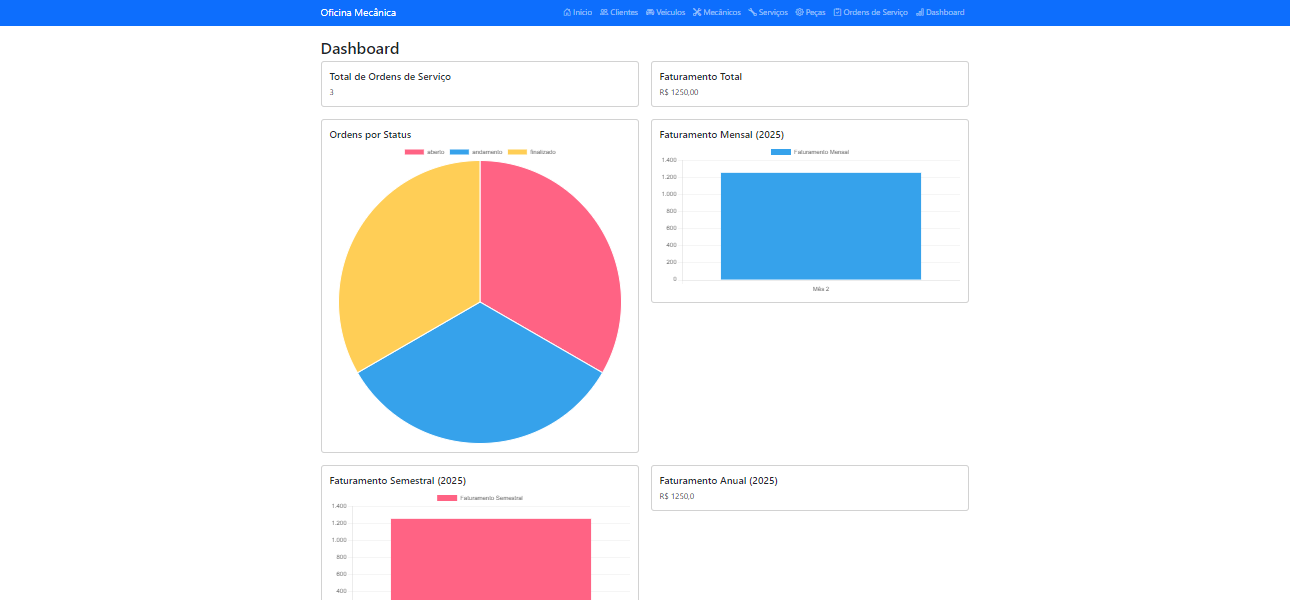 Oficina Mecânica
Início Clientes Veículos Mecânicos Serviços Peças Ordens de Serviço Dashboard
Dashboard
Total de Ordens de Serviço
3
Faturamento Total
R$ 1250,00
Ordens por Status
aberto andamento finalizado
Faturamento Mensal (2025)
Faturamento Mensal
1.400
1.200
1.000
800
600
400
200
0
Mês 2
Faturamento Semestral (2025)
Faturamento Semestral
1.400
1.200
1.000
800
600
400
Faturamento Anual (2025)
R$ 1250,0